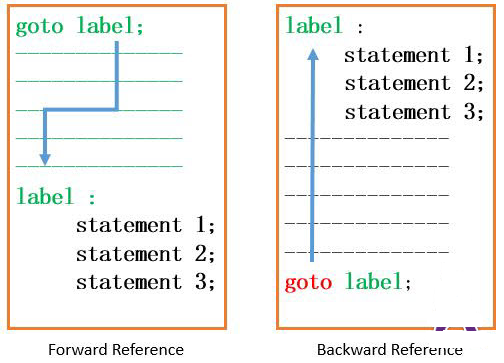 goto label;
label :
statement 1;
statement 2;
statement 3;
Forward Reference
label :
statement 1;
statement 2;
statement 3;
goto label;
Backward Reference